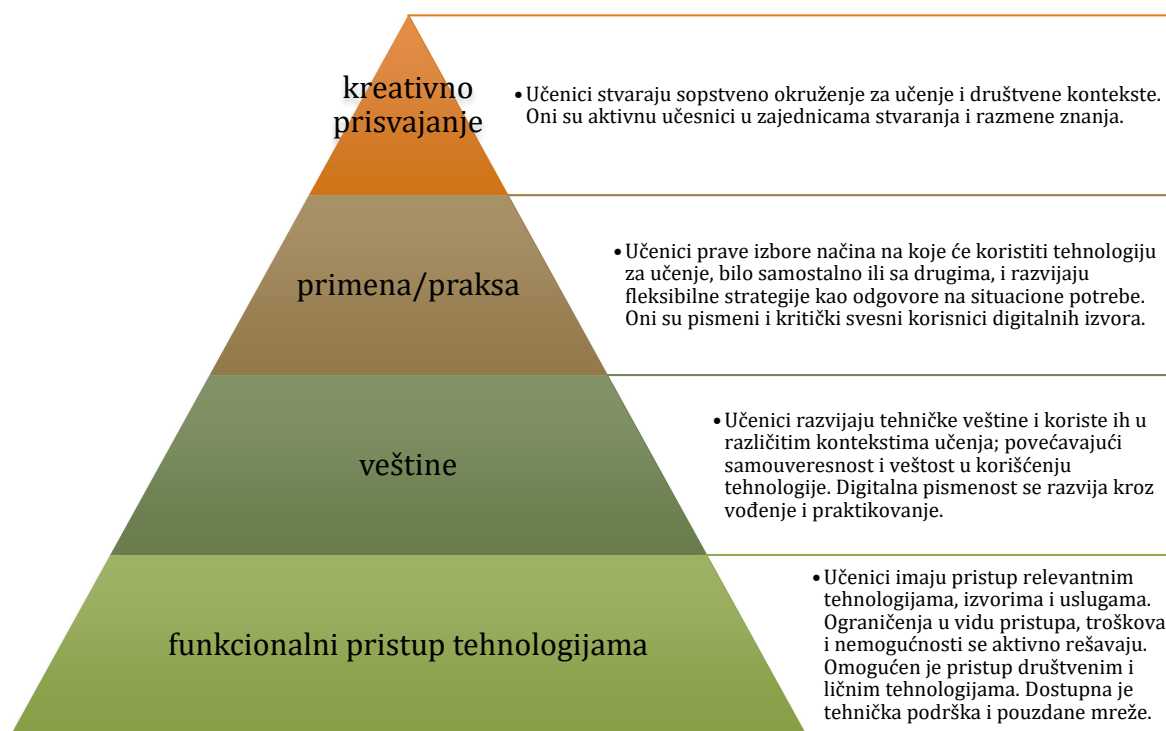 kreativno
prisvajanje
• Učenici stvaraju sopstveno okruženje za učenje i društvene kontekste.
Oni su aktivnu učesnici u zajednicama stvaranja i razmene znanja.
primena/praksa
• Učenici prave izbore načina na koje će koristiti tehnologiju
za učenje, bilo samostalno ili sa drugima, i razvijaju
fleksibilne strategije kao odgovore na situacione potrebe.
Oni su pismeni i kritički svesni korisnici digitalnih izvora.
veštine
• Učenici razvijaju tehničke veštine i koriste ih u
različitim kontekstima učenja; povećavajući
samouveresnost i veštost u korišćenju
tehnologije. Digitalna pismenost se razvija kroz
vođenje i praktikovanje.
funkcionalni pristup tehnologijama
• Učenici imaju pristup relevantnim
tehnologijama, izvorima i uslugama.
Ograničenja u vidu pristupa, troškova
i nemogućnosti se aktivno rešavaju.
Omogućen je pristup društvenim i
ličnim tehnologijama. Dostupna je
tehnička podrška i pouzdane mreže.